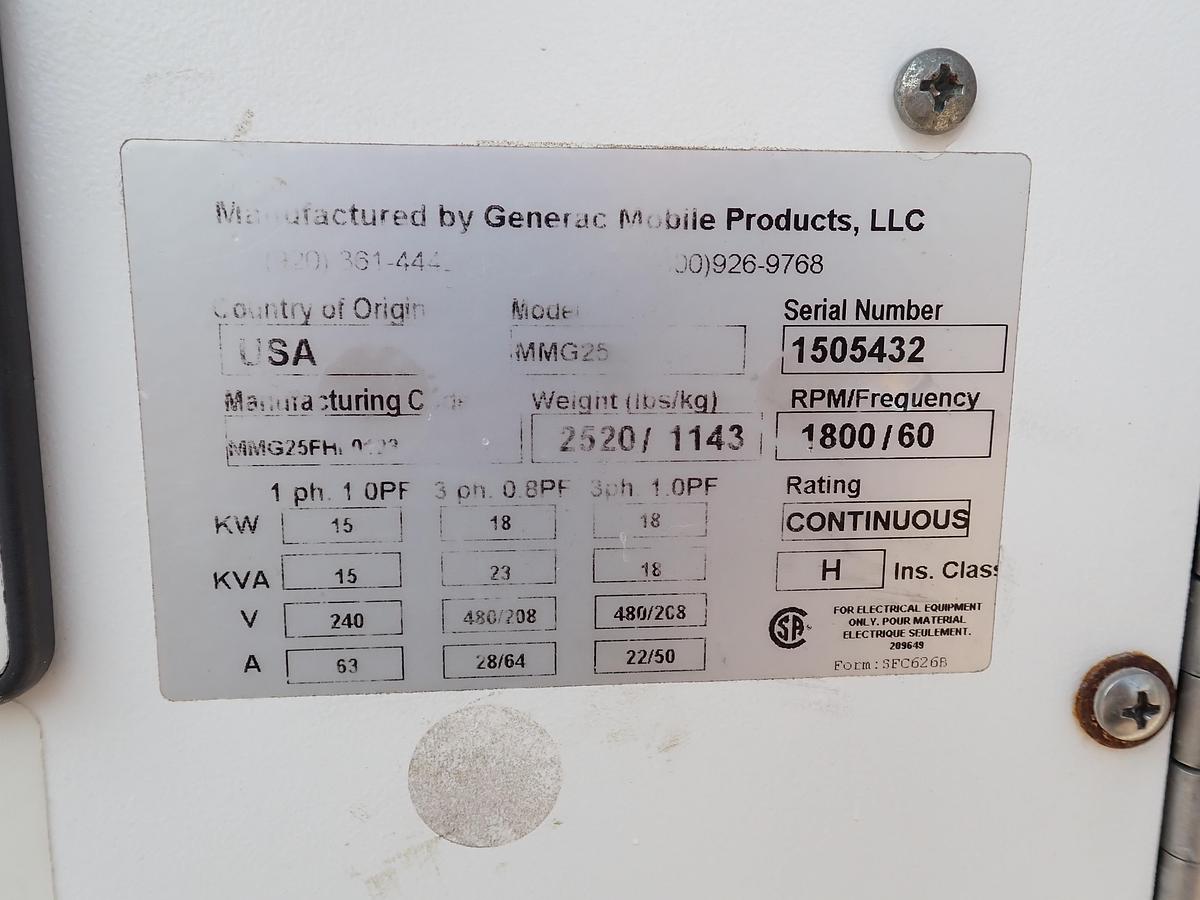 Manufactured by Generac Mobile Products, LLC
(920) 361-444 00)926-9768
Country of Origin Model Serial Number
USA MMG25 1505432
Manufacturing Code Weight (lbs/kg) RPM/Frequency
2520/ 1143 1800/60
1 ph. 1.0PF 3 ph. 0.8PF 3ph. 1.0PF Rating
KW 15 18 18 CONTINUOUS
KVA 15 23 18 H Ins. Class
V 240 480/208 480/208
A 63 28/64 22/50
SA
FOR ELECTRICAL EQUIPMENT
ONLY. POUR MATERIAL
ELECTRIQUE SEULEMENT.
209649
Form:SFC626B